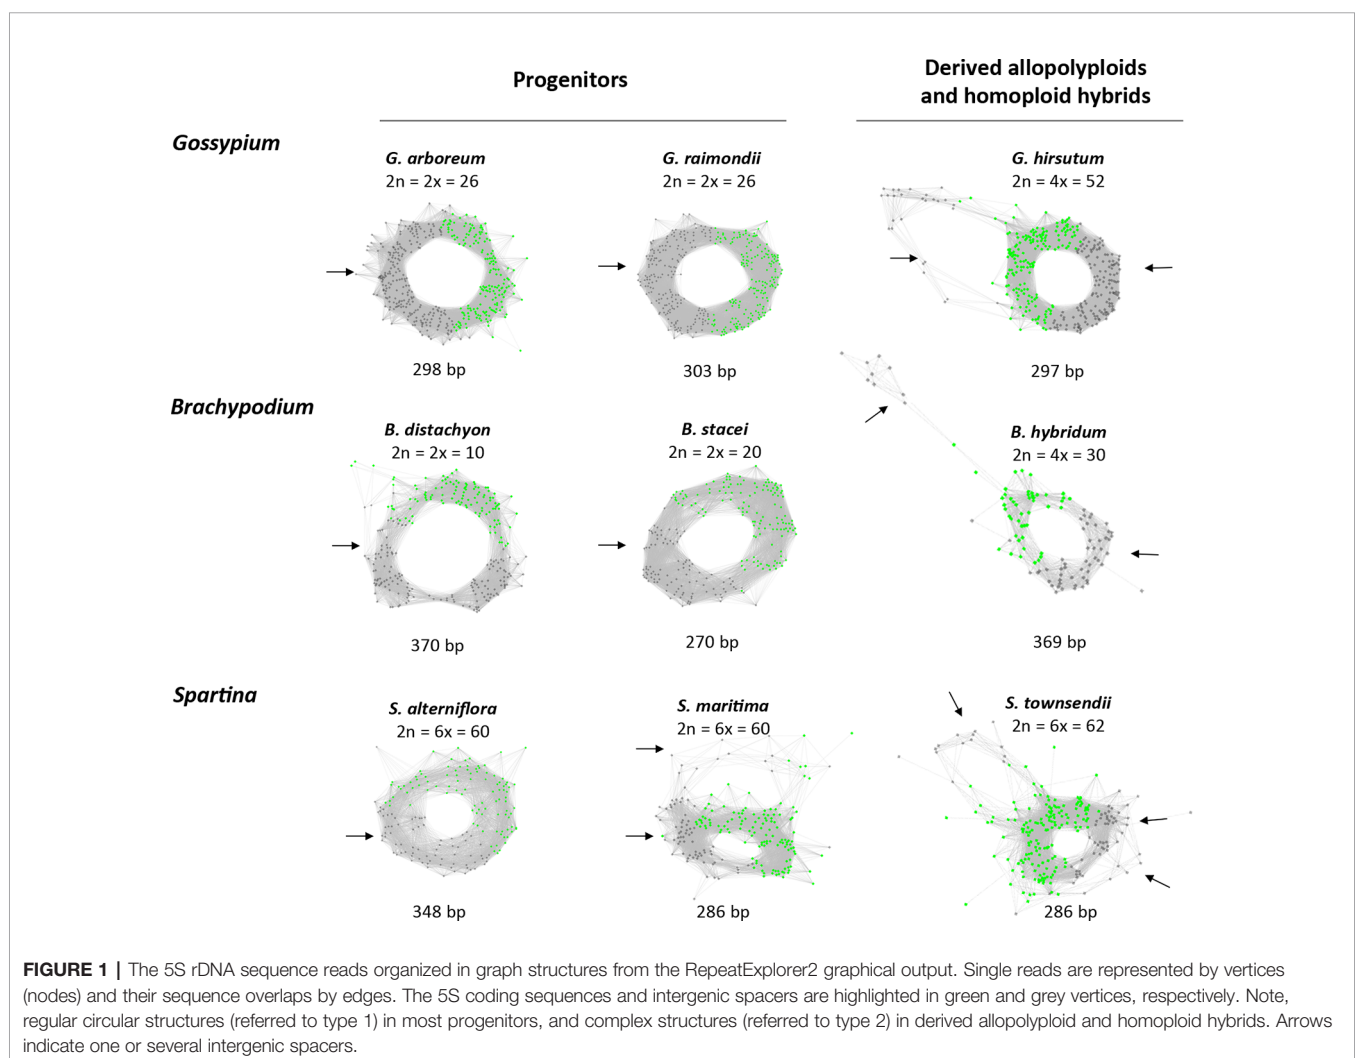 Progenitors
Derived allopolyploids
and homoploid hybrids
Gossypium
G. arboreum
2n = 2x = 26
G. raimondii
2n = 2x = 26
G. hirsutum
2n = 4x = 52
298 bp
303 bp
297 bp
Brachypodium
B. distachyon
2n = 2x = 10
B. stacei
2n = 2x = 20
B. hybridum
2n = 4x = 30
370 bp
270 bp
369 bp
Spartina
S. alterniflora
2n = 6x = 60
S. maritima
2n = 6x = 60
S. townsendii
2n = 6x = 62
348 bp
286 bp
286 bp
FIGURE 1 | The 5S rDNA sequence reads organized in graph structures from the RepeatExplorer2 graphical output. Single reads are represented by vertices
(nodes) and their sequence overlaps by edges. The 5S coding sequences and intergenic spacers are highlighted in green and grey vertices, respectively. Note,
regular circular structures (referred to type 1) in most progenitors, and complex structures (referred to type 2) in derived allopolyploid and homoploid hybrids. Arrows
indicate one or several intergenic spacers.